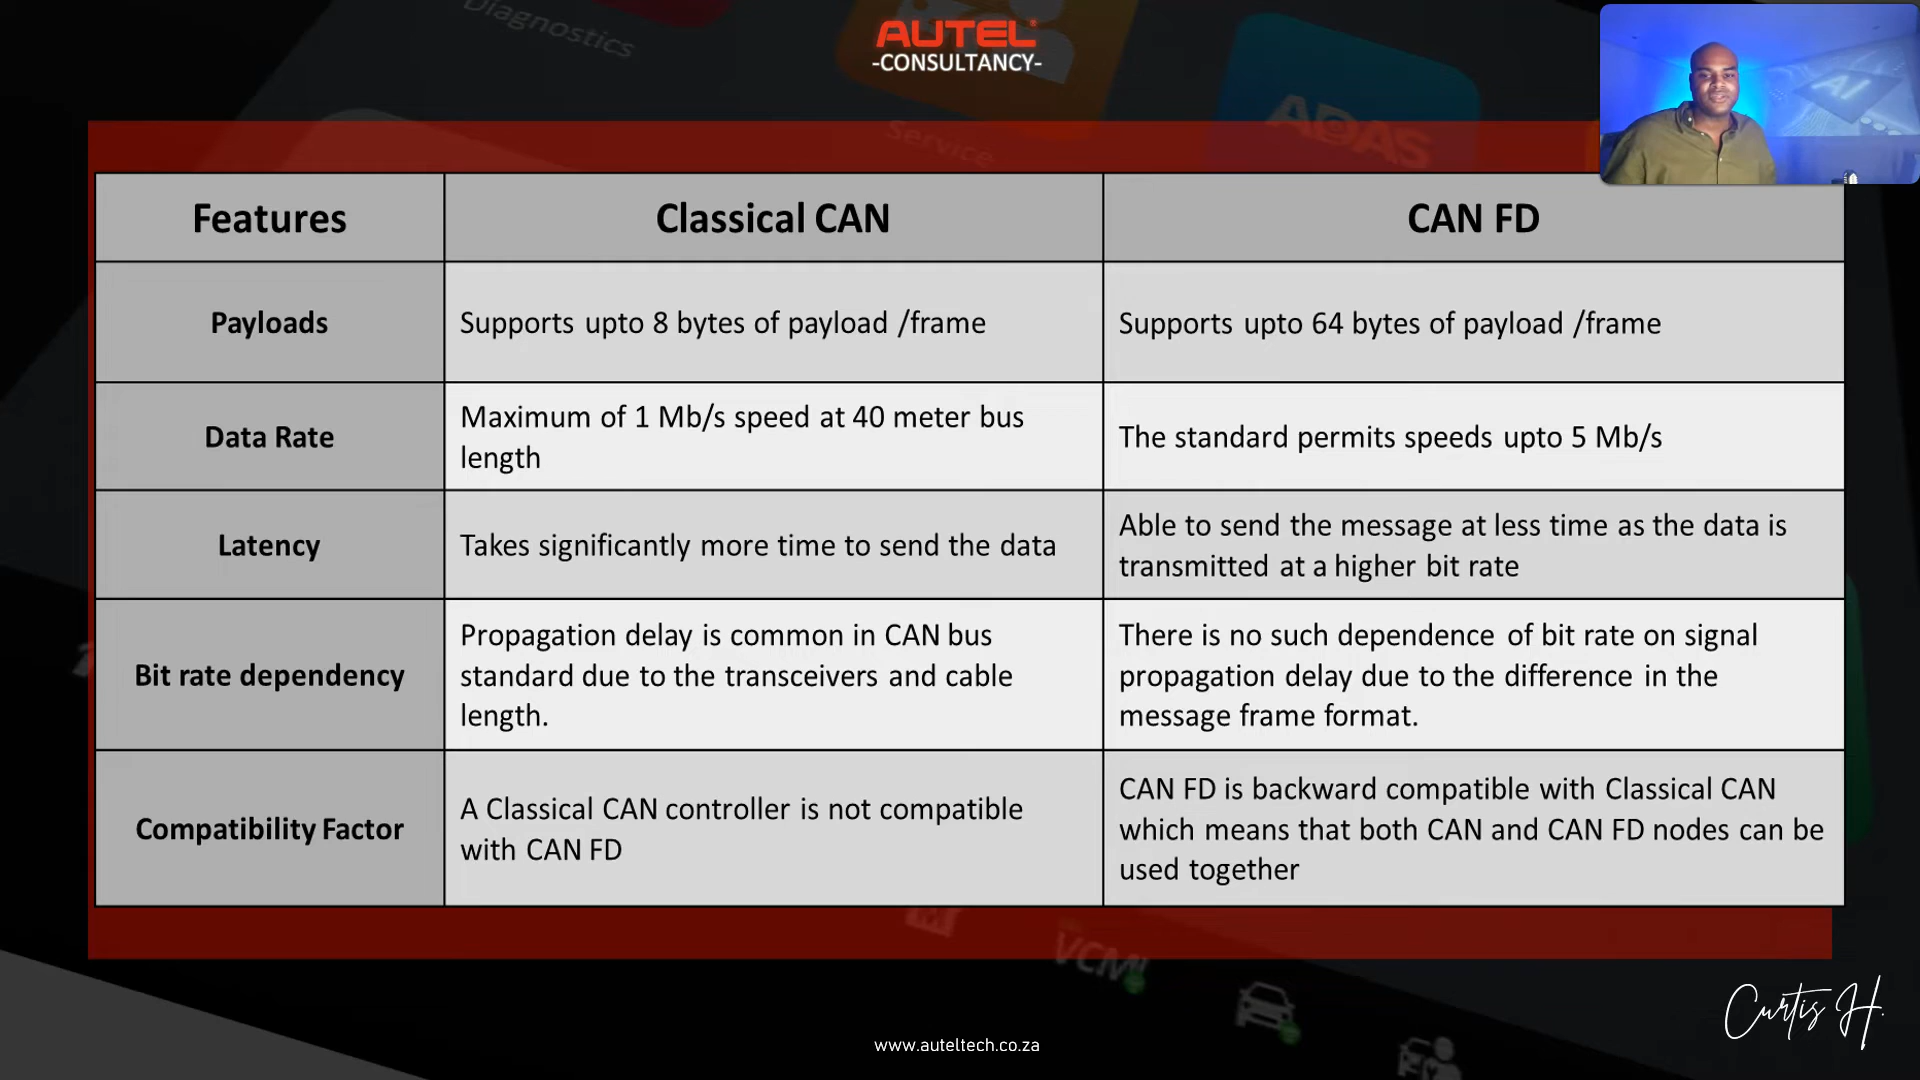 Diagnostics
AUTEL
-CONSULTANCY-
Service
ADAS
AI
Features
Classical CAN
CAN FD
Payloads
Supports upto 8 bytes of payload /frame
Supports upto 64 bytes of payload /frame
Data Rate
Maximum of 1 Mb/s speed at 40 meter bus
length
The standard permits speeds upto 5 Mb/s
Latency
Takes significantly more time to send the data
Able to send the message at less time as the data is
transmitted at a higher bit rate
Bit rate dependency
Propagation delay is common in CAN bus
standard due to the transceivers and cable
length.
There is no such dependence of bit rate on signal
propagation delay due to the difference in the
message frame format.
Compatibility Factor
A Classical CAN controller is not compatible
with CAN FD
CAN FD is backward compatible with Classical CAN
which means that both CAN and CAN FD nodes can be
used together
VCMI
Curtis H.
www.auteltech.co.za